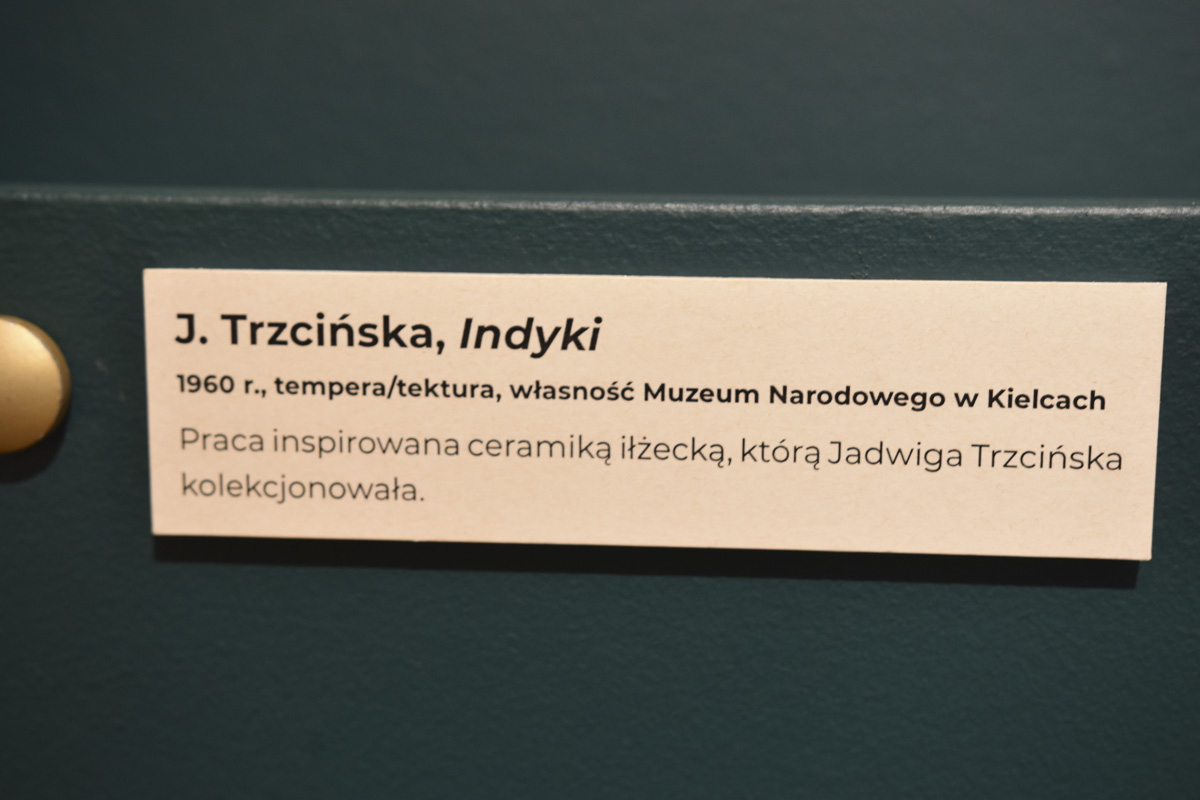 J. Trzcińska, Indyki
1960 r., tempera/tektura, własność Muzeum Narodowego w Kielcach
Praca inspirowana ceramiką iłżecką, którą Jadwiga Trzcińska
kolekcjonowała.